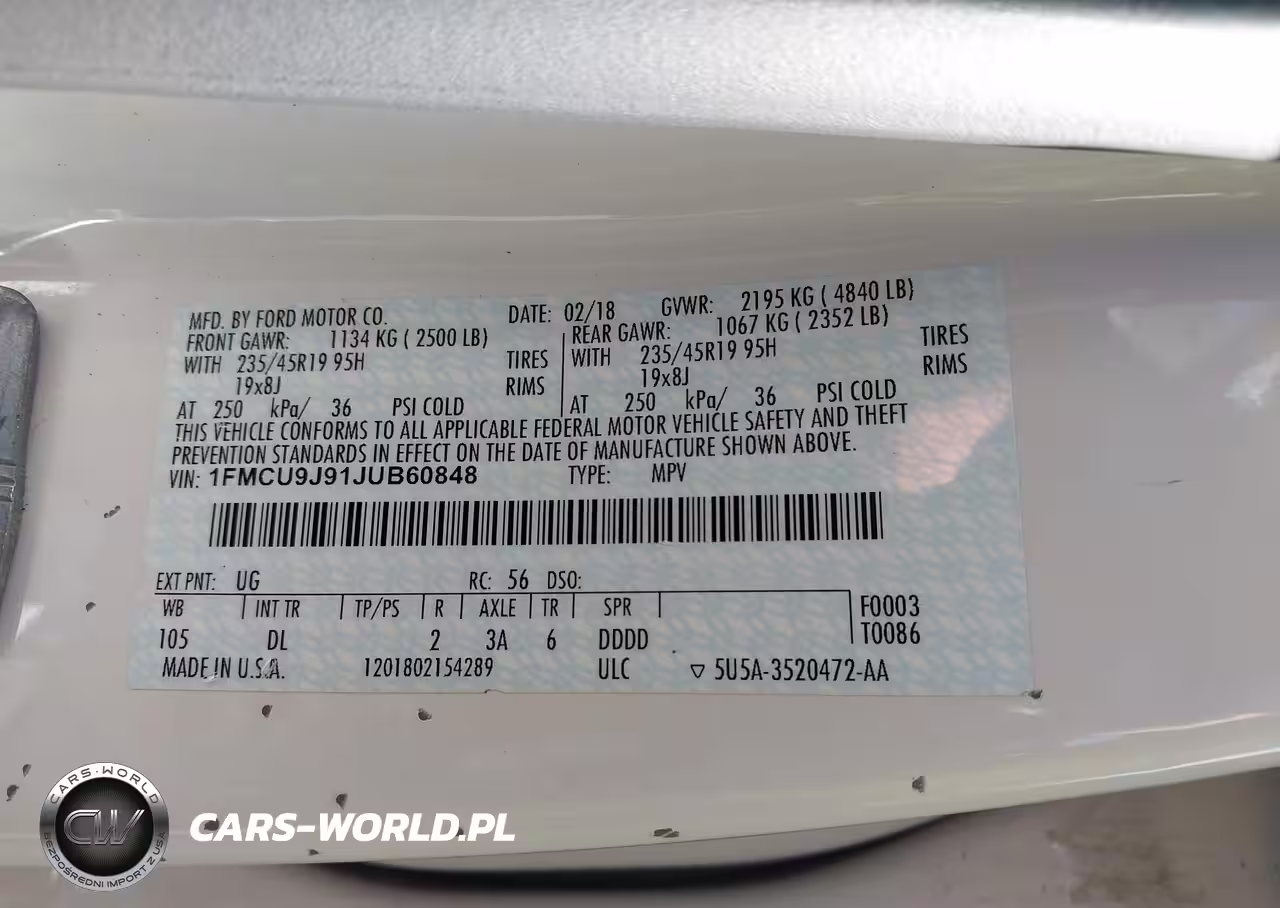 MFD. BY FORD MOTOR CO. DATE: 02/18 GVWR: 2195 KG ( 4840 LB)
FRONT GAWR: 1134 KG ( 2500 LB) REAR GAWR: 1067 KG ( 2352 LB)
WITH 235/45R19 95H TIRES WITH 235/45R19 95H TIRES
19x8J RIMS 19x8J RIMS
AT 250 kPa/ 36 PSI COLD AT 250 kPa/ 36 PSI COLD
THIS VEHICLE CONFORMS TO ALL APPLICABLE FEDERAL MOTOR VEHICLE SAFETY AND THEFT
PREVENTION STANDARDS IN EFFECT ON THE DATE OF MANUFACTURE SHOWN ABOVE.
VIN: 1FMCU9J91JUB60848 TYPE: MPV
EXT PNT: UG RC: 56 DSO:
WB INT TR TP/PS R AXLE TR SPR F0003
105 DL 2 3A 6 DDDD T0086
MADE IN U.S.A. 1201802154289 ULC ▽ 5U5A-3520472-AA
CARS-WORLD
CW
BEZPOŚREDNI IMPORT Z USA
CARS-WORLD.PL